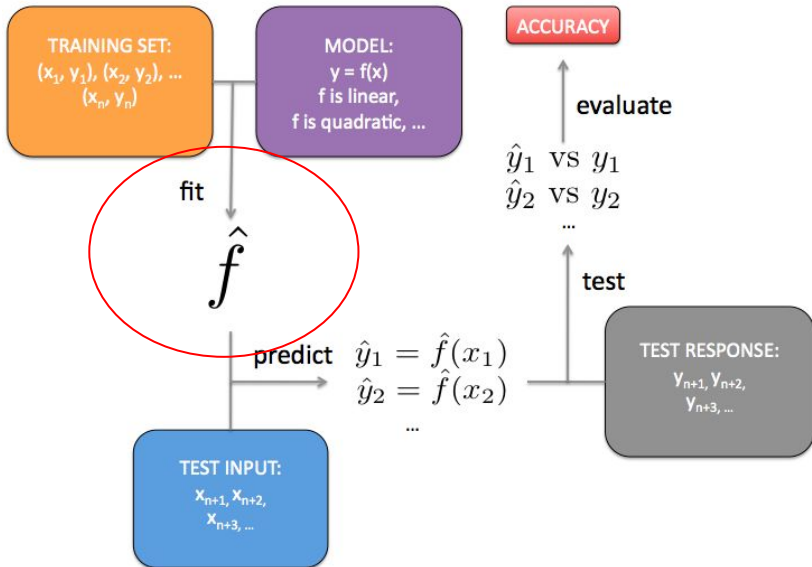 TRAINING SET:
(x₁, y₁), (x₂, y₂), ...
(xₙ, yₙ)
MODEL:
y = f(x)
f is linear,
f is quadratic, ...
fit
f̂
predict
ŷ₁ = f̂(x₁)
ŷ₂ = f̂(x₂)
...
TEST INPUT:
xₙ₊₁, xₙ₊₂,
xₙ₊₃, ...
TEST RESPONSE:
yₙ₊₁, yₙ₊₂,
yₙ₊₃, ...
test
ŷ₁ vs y₁
ŷ₂ vs y₂
...
evaluate
ACCURACY